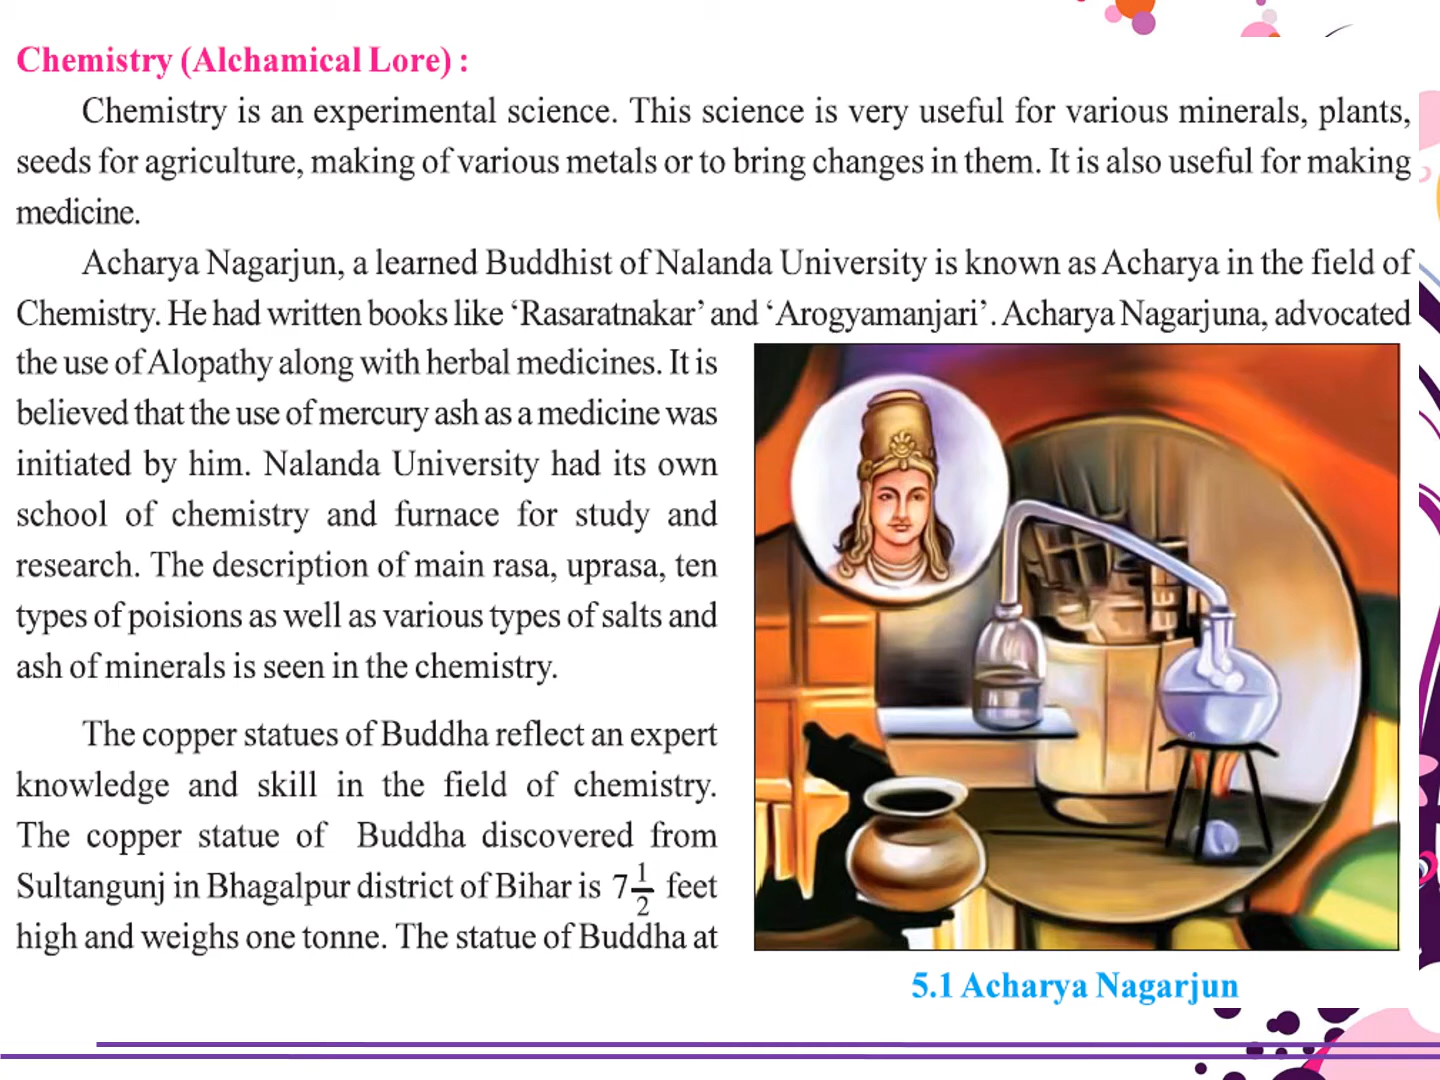 Chemistry (Alchamical Lore) :
Chemistry is an experimental science. This science is very useful for various minerals, plants,
seeds for agriculture, making of various metals or to bring changes in them. It is also useful for making
medicine.
Acharya Nagarjun, a learned Buddhist of Nalanda University is known as Acharya in the field of
Chemistry. He had written books like ‘Rasaratnakar’ and ‘Arogyamanjari’. Acharya Nagarjuna, advocated
the use of Alopathy along with herbal medicines. It is
believed that the use of mercury ash as a medicine was
initiated by him. Nalanda University had its own
school of chemistry and furnace for study and
research. The description of main rasa, uprasa, ten
types of poisions as well as various types of salts and
ash of minerals is seen in the chemistry.
The copper statues of Buddha reflect an expert
knowledge and skill in the field of chemistry.
The copper statue of Buddha discovered from
Sultangunj in Bhagalpur district of Bihar is 7 1/2 feet
high and weighs one tonne. The statue of Buddha at
5.1 Acharya Nagarjun